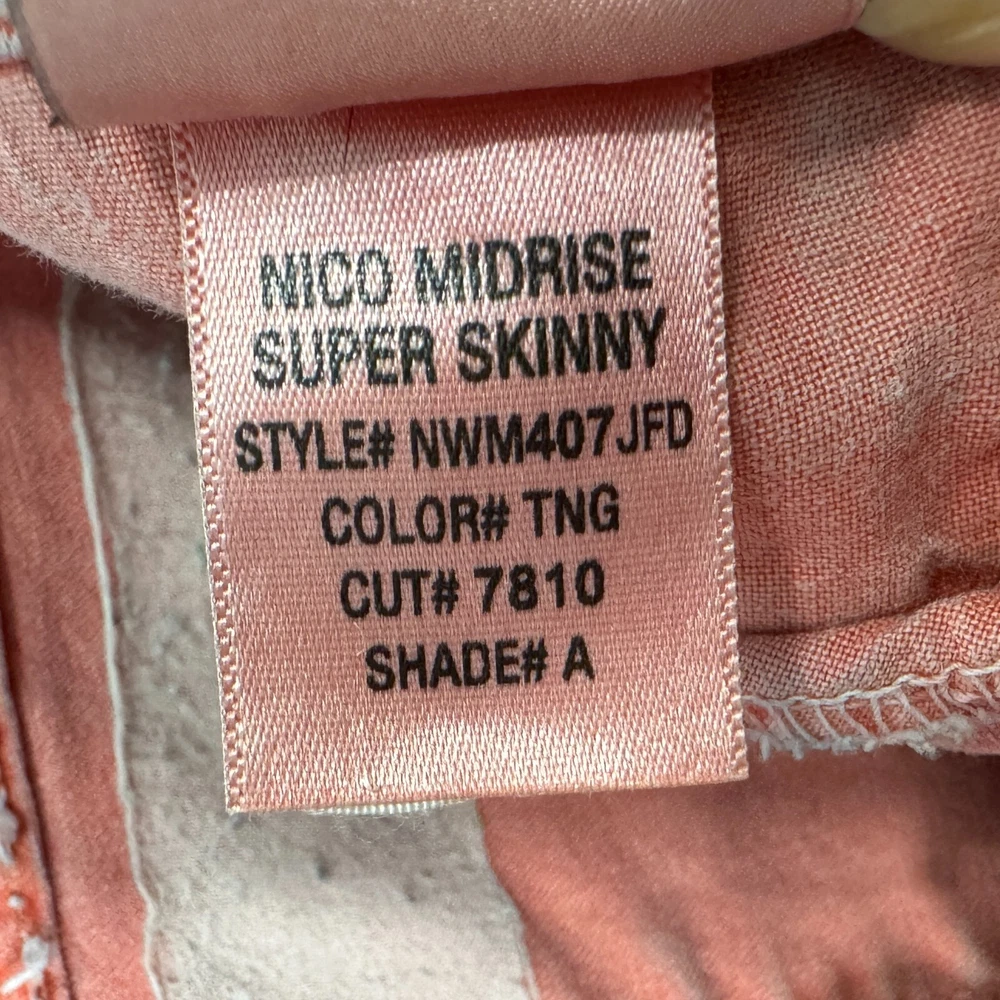 NICO MIDRISE
SUPER SKINNY
STYLE# NWM407JFD
COLOR# TNG
CUT# 7810
SHADE# A